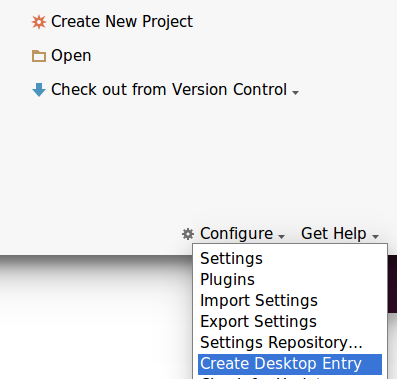 Create New Project
Open
Check out from Version Control
Configure Get Help
Settings
Plugins
Import Settings
Export Settings
Settings Repository...
Create Desktop Entry